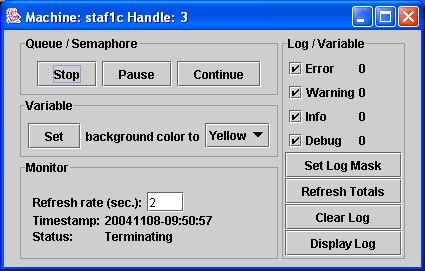 Machine: staf1c Handle: 3
Queue / Semaphore
Stop Pause Continue
Variable
Set background color to Yellow
Monitor
Refresh rate (sec.): 2
Timestamp: 20041108-09:50:57
Status: Terminating
Log / Variable
Error 0
Warning 0
Info 0
Debug 0
Set Log Mask
Refresh Totals
Clear Log
Display Log